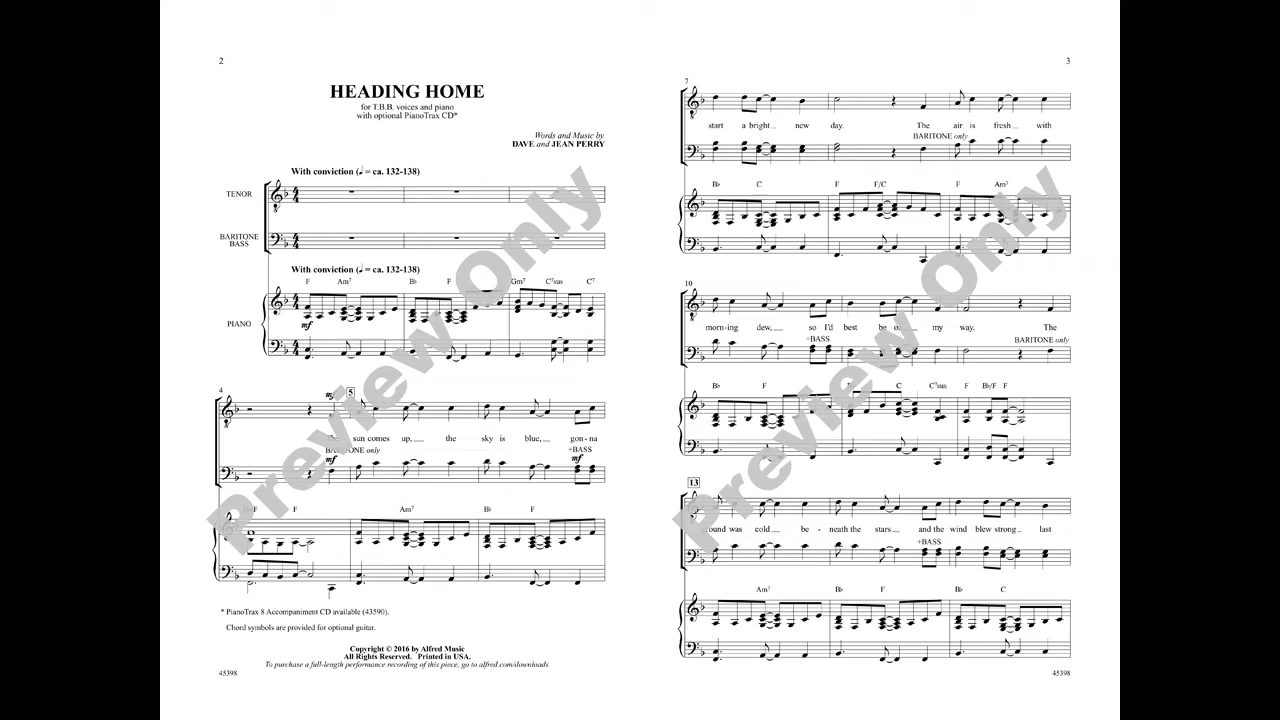 2
HEADING HOME
for T.B.B. voices and piano
with optional PianoTrax CD*
Words and Music by
DAVE and JEAN PERRY
With conviction (♩ = ca. 132-138)
TENOR
BARITONE
BASS
With conviction (♩ = ca. 132-138)
F Am7 B♭ F Gm7 C7sus C7
PIANO
mf
4
5
sun comes up, the sky is blue, gon - na
BARITONE only
+BASS
mf mf
F F Am7 B♭ F
* PianoTrax 8 Accompaniment CD available (43590).
Chord symbols are provided for optional guitar.
Copyright © 2016 by Alfred Music
All Rights Reserved. Printed in USA.
To purchase a full-length performance recording of this piece, go to alfred.com/downloads
45398
3
7
start a bright new day. The air is fresh with
BARITONE only
B♭ C F F/C F Am7
10
morn-ing dew, so I'd best be my way. The
+BASS
BARITONE only
B♭ F C C7sus F B♭/F F
13
ground was cold be - neath the stars and the wind blew strong last
+BASS
Am7 B♭ F B♭ C
45398
Preview Only
Preview Only